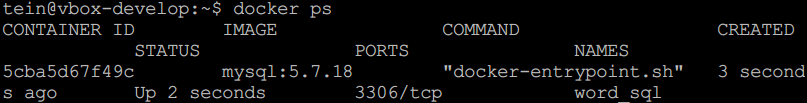 tein@vbox-develop:~$ docker ps
CONTAINER ID        IMAGE               COMMAND                  CREATED
             STATUS              PORTS               NAMES
5cba5d67f49c        mysql:5.7.18        "docker-entrypoint.sh"   3 second
s ago        Up 2 seconds        3306/tcp            word_sql